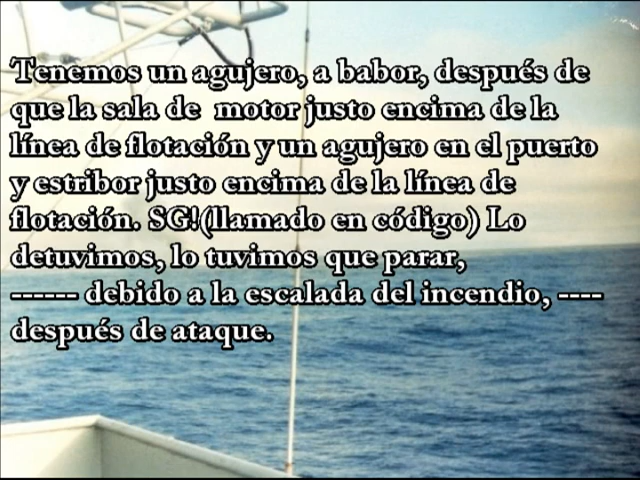 Tenemos un agujero, a babor, después de
que la sala de  motor justo encima de la
línea de flotación y un agujero en el puerto
y estribor justo encima de la línea de
flotación. SG!(llamado en código) Lo
detuvimos, lo tuvimos que parar,
------ debido a la escalada del incendio, ----
después de ataque.